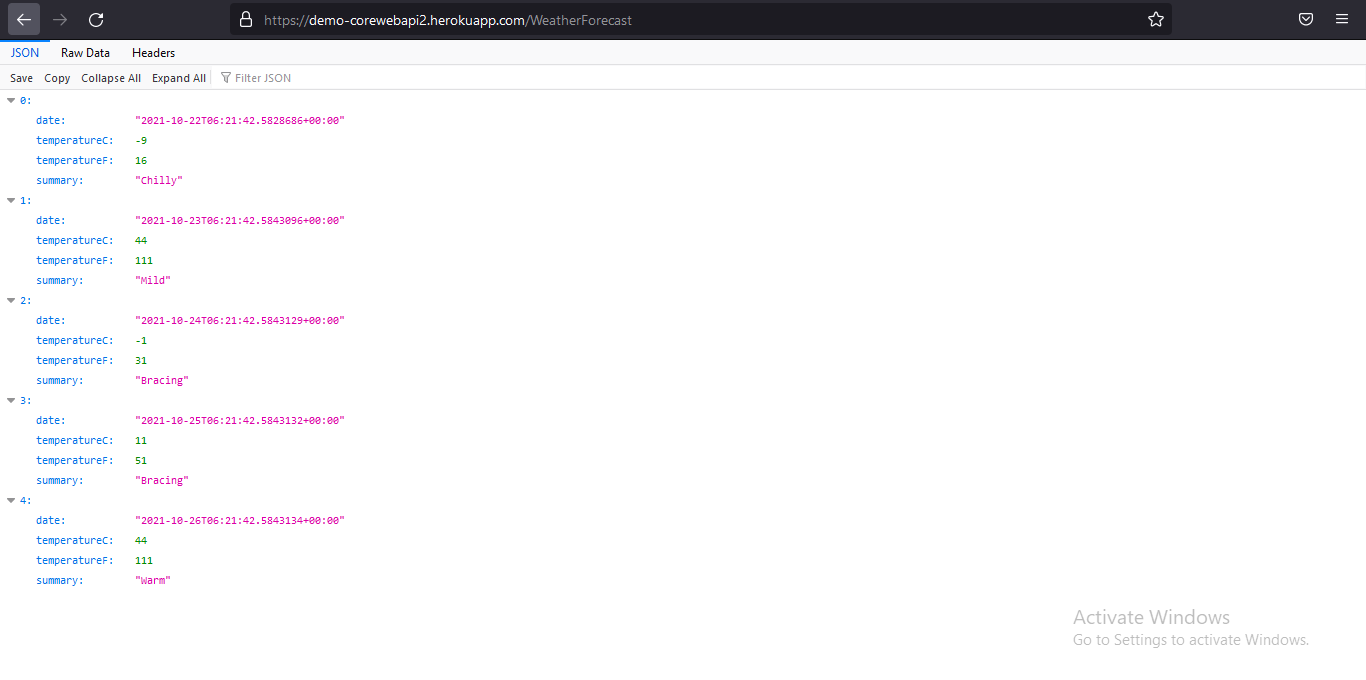 https://demo-corewebapi2.herokuapp.com/WeatherForecast
JSON Raw Data Headers
Save Copy Collapse All Expand All Filter JSON
0:
date: "2021-10-22T06:21:42.5828686+00:00"
temperatureC: -9
temperatureF: 16
summary: "Chilly"
1:
date: "2021-10-23T06:21:42.5843096+00:00"
temperatureC: 44
temperatureF: 111
summary: "Mild"
2:
date: "2021-10-24T06:21:42.5843129+00:00"
temperatureC: -1
temperatureF: 31
summary: "Bracing"
3:
date: "2021-10-25T06:21:42.5843132+00:00"
temperatureC: 11
temperatureF: 51
summary: "Bracing"
4:
date: "2021-10-26T06:21:42.5843134+00:00"
temperatureC: 44
temperatureF: 111
summary: "Warm"
Activate Windows
Go to Settings to activate Windows.